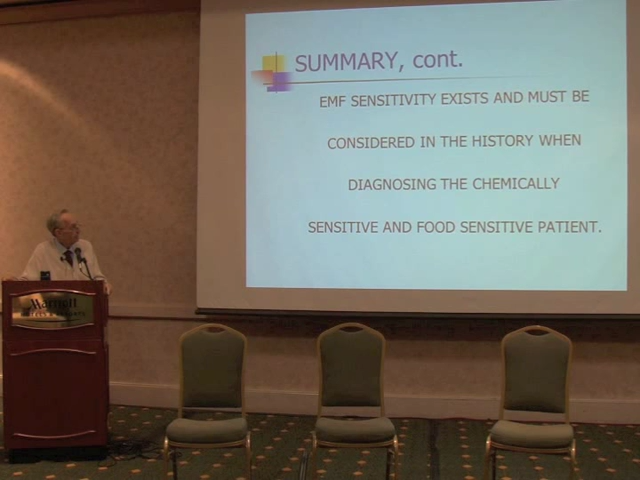 SUMMARY, cont.
EMF SENSITIVITY EXISTS AND MUST BE
CONSIDERED IN THE HISTORY WHEN
DIAGNOSING THE CHEMICALLY
SENSITIVE AND FOOD SENSITIVE PATIENT.
Marriott